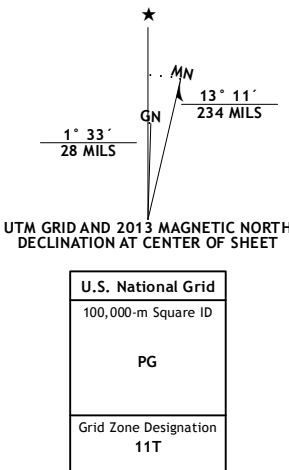 ★
MN
GN
13° 11´
234 MILS
1° 33´
28 MILS
UTM GRID AND 2013 MAGNETIC NORTH
DECLINATION AT CENTER OF SHEET
U.S. National Grid
100,000-m Square ID
PG
Grid Zone Designation
11T